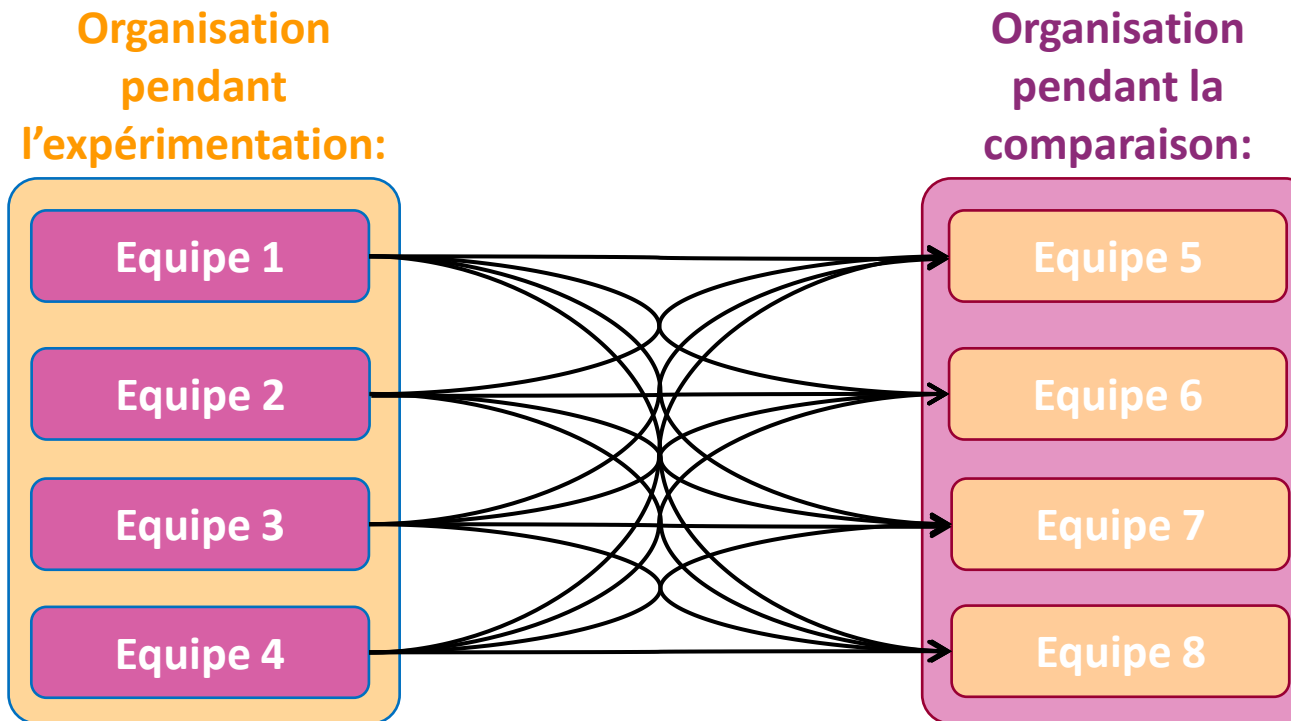 Organisation
pendant
l’expérimentation:
Equipe 1
Equipe 2
Equipe 3
Equipe 4
Organisation
pendant la
comparaison:
Equipe 5
Equipe 6
Equipe 7
Equipe 8